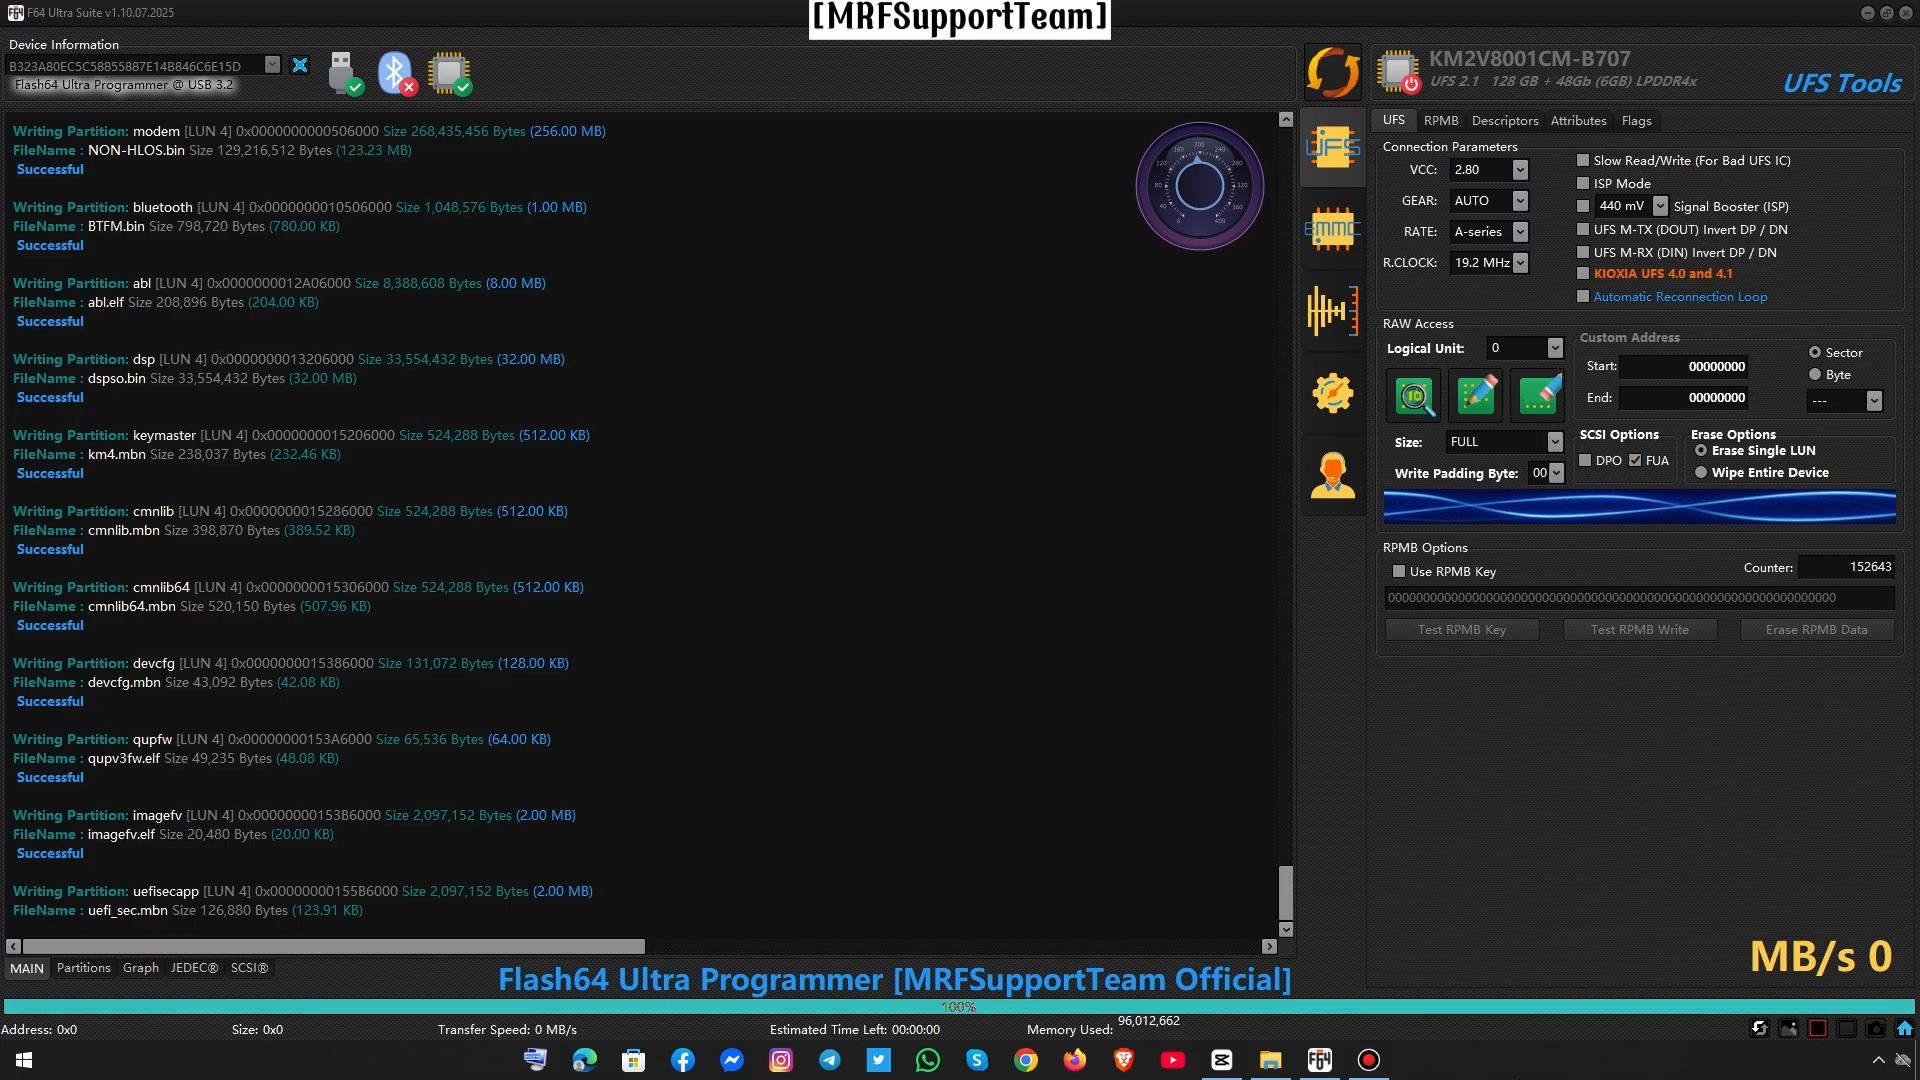 F64 Ultra Suite v1.10.07.2025
[MRFSupportTeam]
Device Information
B323A80EC5C58855887E14B846C6E15D
Flash64 Ultra Programmer @ USB 3.2
KM2V8001CM-B707
UFS 2.1 128 GB + 48Gb (6GB) LPDDR4x
UFS Tools
Writing Partition: modem [LUN 4] 0x0000000000506000 Size 268,435,456 Bytes (256.00 MB)
FileName : NON-HLOS.bin Size 129,216,512 Bytes (123.23 MB)
Successful
Writing Partition: bluetooth [LUN 4] 0x0000000010506000 Size 1,048,576 Bytes (1.00 MB)
FileName : BTFM.bin Size 798,720 Bytes (780.00 KB)
Successful
Writing Partition: abl [LUN 4] 0x0000000012A06000 Size 8,388,608 Bytes (8.00 MB)
FileName : abl.elf Size 208,896 Bytes (204.00 KB)
Successful
Writing Partition: dsp [LUN 4] 0x0000000013206000 Size 33,554,432 Bytes (32.00 MB)
FileName : dspso.bin Size 33,554,432 Bytes (32.00 MB)
Successful
Writing Partition: keymaster [LUN 4] 0x0000000015206000 Size 524,288 Bytes (512.00 KB)
FileName : km4.mbn Size 238,037 Bytes (232.46 KB)
Successful
Writing Partition: cmnlib [LUN 4] 0x0000000015286000 Size 524,288 Bytes (512.00 KB)
FileName : cmnlib.mbn Size 398,870 Bytes (389.52 KB)
Successful
Writing Partition: cmnlib64 [LUN 4] 0x0000000015306000 Size 524,288 Bytes (512.00 KB)
FileName : cmnlib64.mbn Size 520,150 Bytes (507.96 KB)
Successful
Writing Partition: devcfg [LUN 4] 0x0000000015386000 Size 131,072 Bytes (128.00 KB)
FileName : devcfg.mbn Size 43,092 Bytes (42.08 KB)
Successful
Writing Partition: qupfw [LUN 4] 0x00000000153A6000 Size 65,536 Bytes (64.00 KB)
FileName : qupv3fw.elf Size 49,235 Bytes (48.08 KB)
Successful
Writing Partition: imagefv [LUN 4] 0x00000000153B6000 Size 2,097,152 Bytes (2.00 MB)
FileName : imagefv.elf Size 20,480 Bytes (20.00 KB)
Successful
Writing Partition: uefisecapp [LUN 4] 0x00000000155B6000 Size 2,097,152 Bytes (2.00 MB)
FileName : uefi_sec.mbn Size 126,880 Bytes (123.91 KB)
0 40 80 120 160 200 240 280 320 360 400
UFS
EMMC
UFS RPMB Descriptors Attributes Flags
Connection Parameters
VCC: 2.80
GEAR: AUTO
RATE: A-series
R.CLOCK: 19.2 MHz
Slow Read/Write (For Bad UFS IC)
ISP Mode
440 mV Signal Booster (ISP)
UFS M-TX (DOUT) Invert DP / DN
UFS M-RX (DIN) Invert DP / DN
KIOXIA UFS 4.0 and 4.1
Automatic Reconnection Loop
RAW Access
Logical Unit: 0
Custom Address
Start: 00000000
End: 00000000
Sector
Byte
---
Size: FULL
Write Padding Byte: 00
SCSI Options
DPO FUA
Erase Options
Erase Single LUN
Wipe Entire Device
RPMB Options
Use RPMB Key
Counter: 152643
0000000000000000000000000000000000000000000000000000000000000000
Test RPMB Key Test RPMB Write Erase RPMB Data
MB/s 0
MAIN Partitions Graph JEDEC® SCSI®
Flash64 Ultra Programmer [MRFSupportTeam Official]
100%
Address: 0x0 Size: 0x0 Transfer Speed: 0 MB/s Estimated Time Left: 00:00:00 Memory Used: 96,012,662
F64